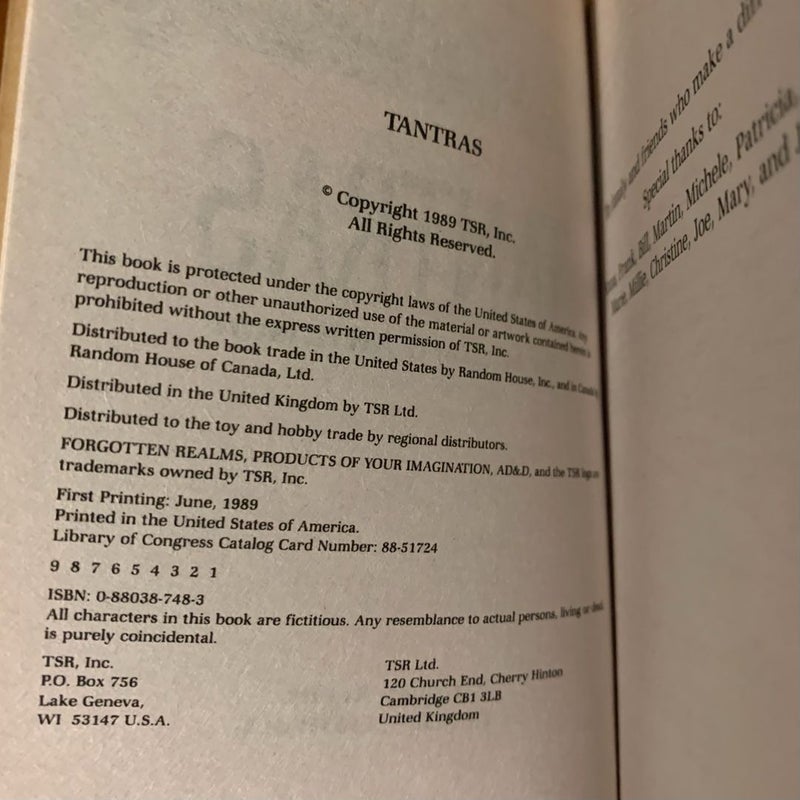 TANTRAS
© Copyright 1989 TSR, Inc.
All Rights Reserved.
This book is protected under the copyright laws of the United States of America. Any
reproduction or other unauthorized use of the material or artwork contained herein is
prohibited without the express written permission of TSR, Inc.
Distributed to the book trade in the United States by Random House, Inc., and in Canada by
Random House of Canada, Ltd.
Distributed in the United Kingdom by TSR Ltd.
Distributed to the toy and hobby trade by regional distributors.
FORGOTTEN REALMS, PRODUCTS OF YOUR IMAGINATION, AD&D, and the TSR logo are
trademarks owned by TSR, Inc.
First Printing: June, 1989
Printed in the United States of America.
Library of Congress Catalog Card Number: 88-51724
9 8 7 6 5 4 3 2 1
ISBN: 0-88038-748-3
All characters in this book are fictitious. Any resemblance to actual persons, living or dead,
is purely coincidental.
TSR, Inc.
P.O. Box 756
Lake Geneva,
WI 53147 U.S.A.
TSR Ltd.
120 Church End, Cherry Hinton
Cambridge CB1 3LB
United Kingdom
family and friends who make a
Special thanks to:
Frank, Bill, Martin, Michele, Patricia,
Millie, Christine, Joe, Mary, and